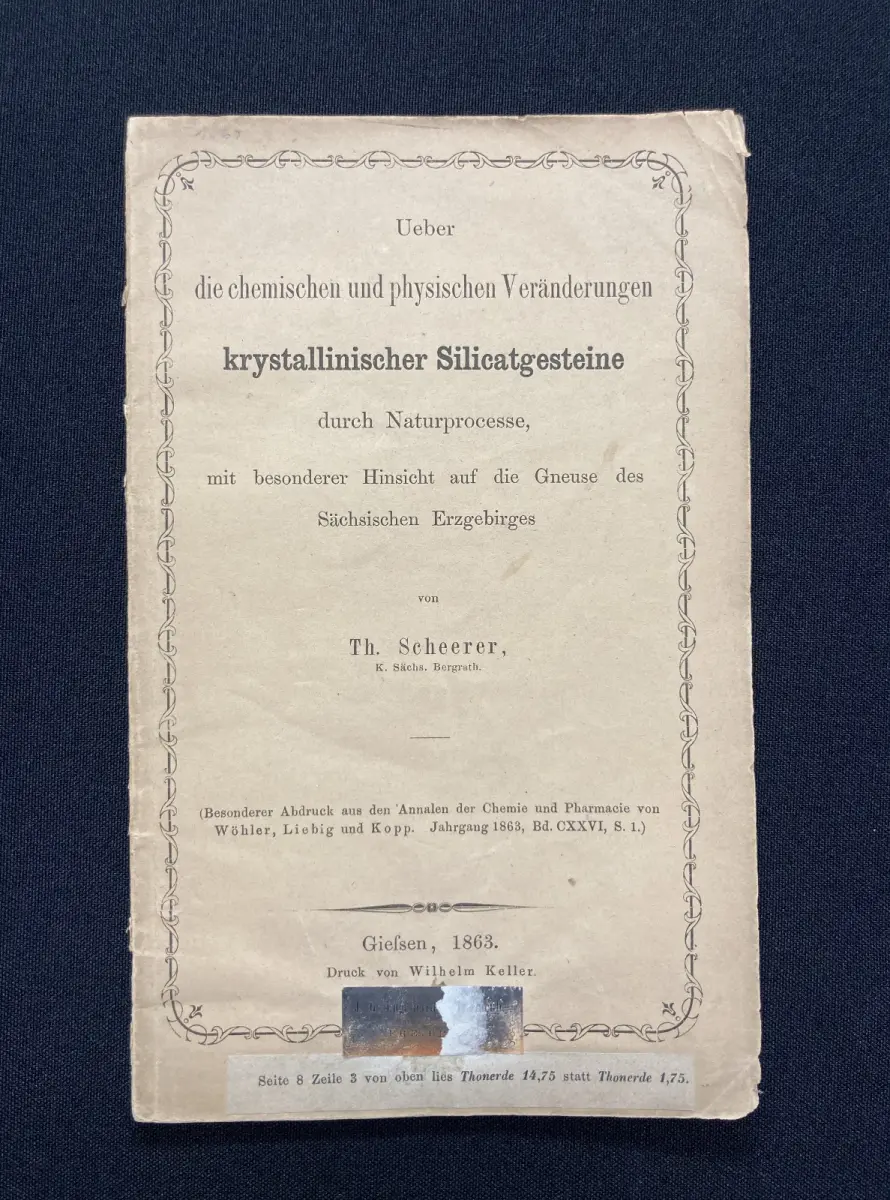 Ueber
die chemischen und physischen Veränderungen
krystallinischer Silicatgesteine
durch Naturprocesse,
mit besonderer Hinsicht auf die Gneuse des
Sächsischen Erzgebirges
von
Th. Scheerer,
K. Sächs. Bergrath.
(Besonderer Abdruck aus den Annalen der Chemie und Pharmacie von
Wöhler, Liebig und Kopp. Jahrgang 1863, Bd. CXXVI, S. 1.)
Gieſsen, 1863.
Druck von Wilhelm Keller.
Seite 8 Zeile 3 von oben lies Thonerde 14,75 statt Thonerde 1,75.